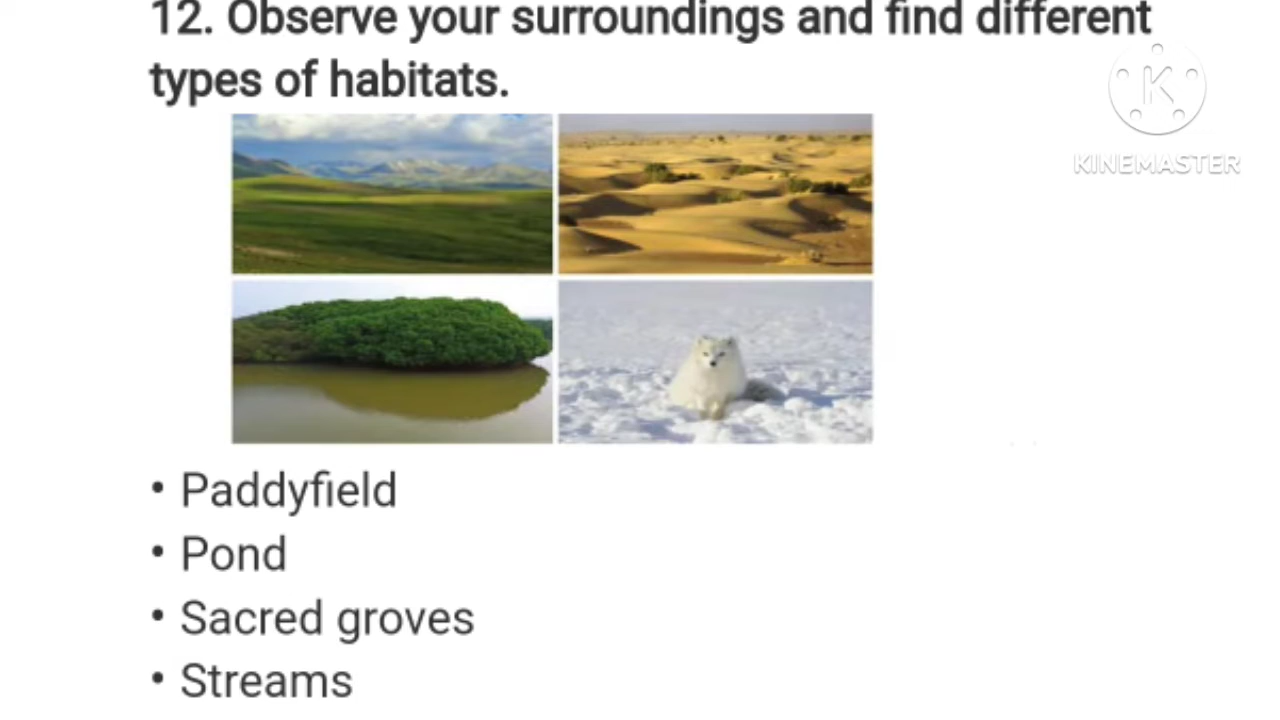 12. Observe your surroundings and find different
types of habitats.
K
KINEMASTER
• Paddyfield
• Pond
• Sacred groves
• Streams